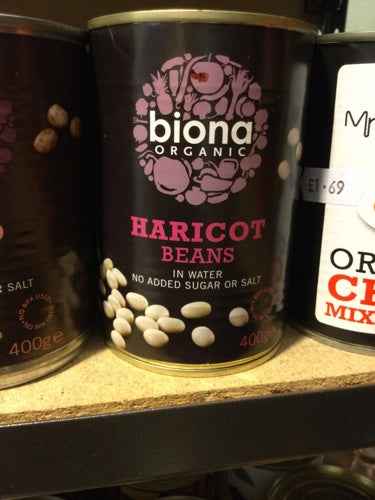 biona
ORGANIC
HARICOT
BEANS
IN WATER
NO ADDED SUGAR OR SALT
400g
R SALT
400g℮
Mr
£1.69
OR
CE
MIX